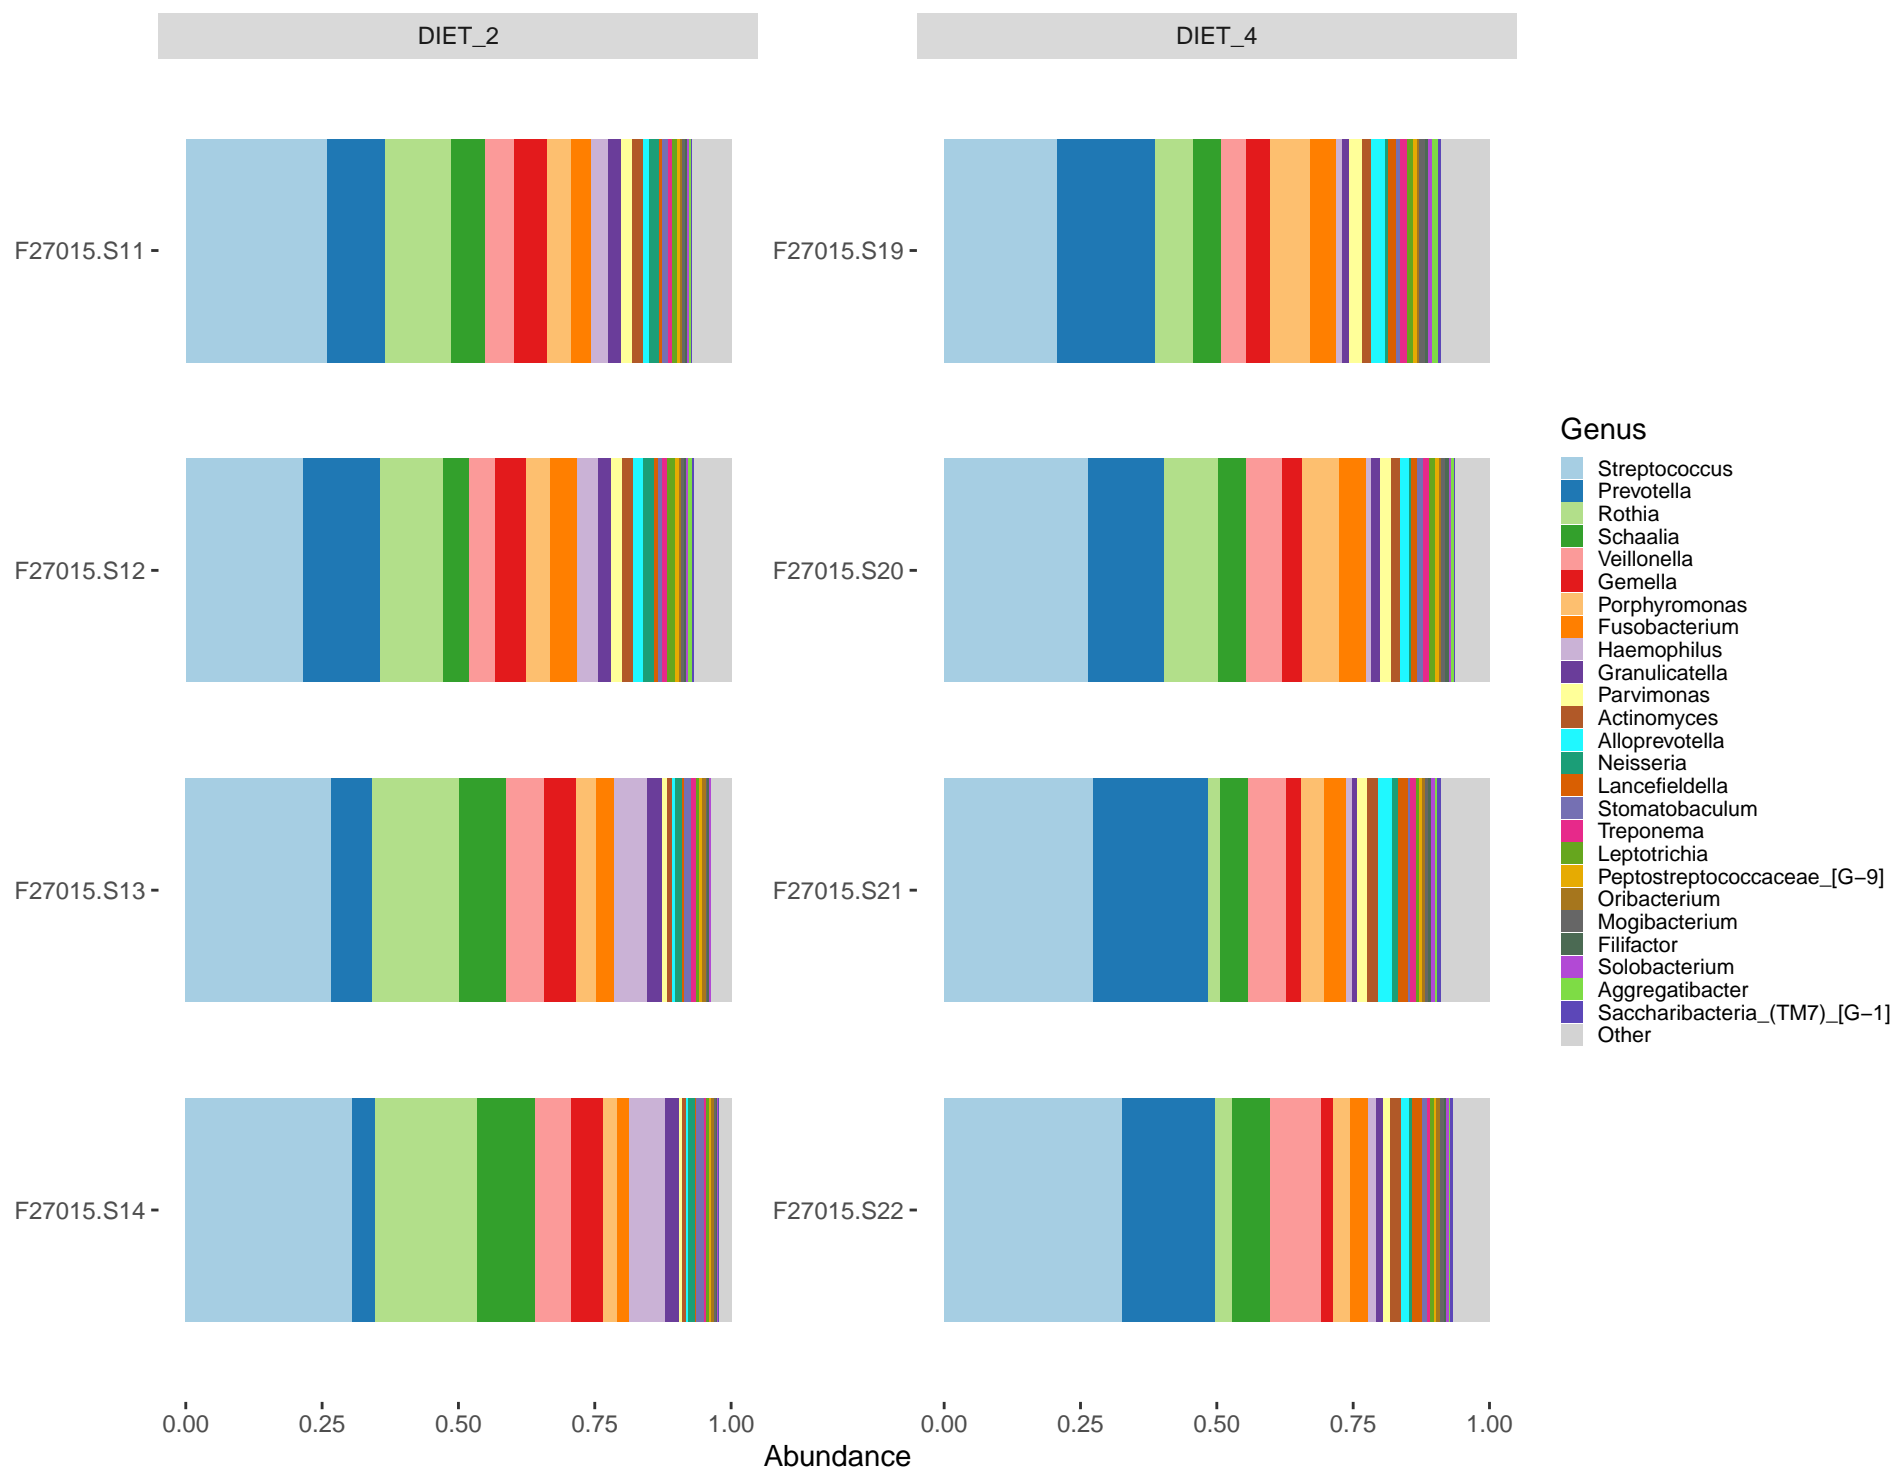 DIET_2
DIET_4
F27015.S11
F27015.S19
F27015.S12
F27015.S20
F27015.S13
F27015.S21
F27015.S14
F27015.S22
0.00 0.25 0.50 0.75 1.00
0.00 0.25 0.50 0.75 1.00
Abundance
Genus
Streptococcus
Prevotella
Rothia
Schaalia
Veillonella
Gemella
Porphyromonas
Fusobacterium
Haemophilus
Granulicatella
Parvimonas
Actinomyces
Alloprevotella
Neisseria
Lancefieldella
Stomatobaculum
Treponema
Leptotrichia
Peptostreptococcaceae_[G−9]
Oribacterium
Mogibacterium
Filifactor
Solobacterium
Aggregatibacter
Saccharibacteria_(TM7)_[G−1]
Other